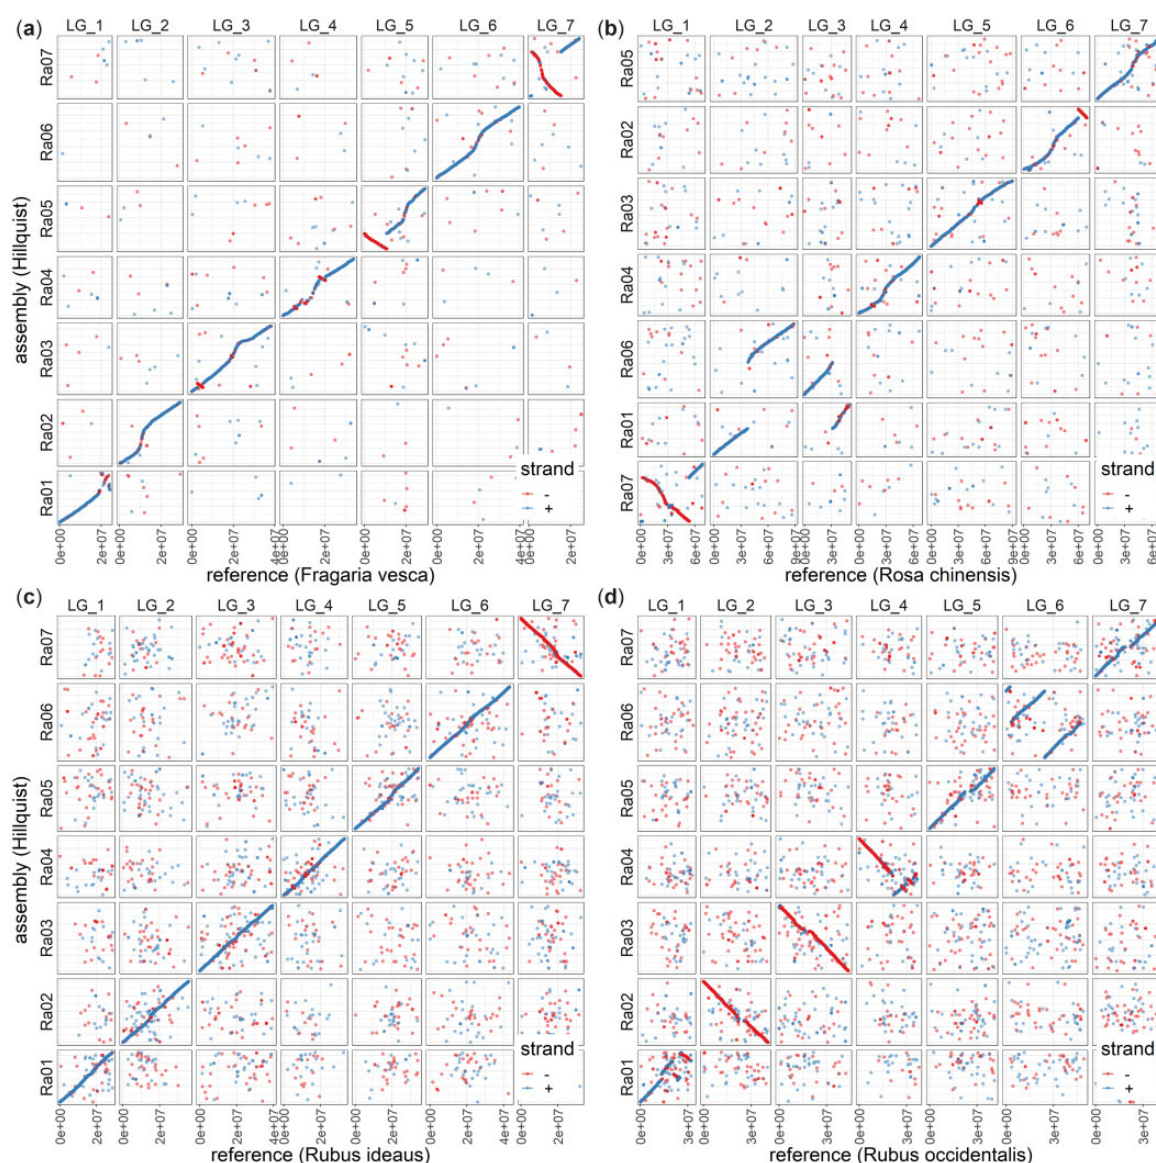 (a) LG_1 LG_2 LG_3 LG_4 LG_5 LG_6 LG_7
Ra07
Ra06
Ra05
Ra04
Ra03
Ra02
Ra01
assembly (Hillquist)
strand
-
+
0e+00 2e+07 0e+00 2e+07 0e+00 2e+07 4e+07 0e+00 2e+07 0e+00 2e+07 0e+00 2e+07 4e+07 0e+00 2e+07
reference (Fragaria vesca)
(b) LG_1 LG_2 LG_3 LG_4 LG_5 LG_6 LG_7
Ra05
Ra02
Ra03
Ra04
Ra06
Ra01
Ra07
strand
-
+
0e+00 3e+07 6e+07 0e+00 3e+07 6e+07 9e+07 0e+00 3e+07 0e+00 3e+07 6e+07 0e+00 3e+07 6e+07 9e+07 0e+00 3e+07 6e+07 0e+00 3e+07 6e+07
reference (Rosa chinensis)
(c) LG_1 LG_2 LG_3 LG_4 LG_5 LG_6 LG_7
Ra07
Ra06
Ra05
Ra04
Ra03
Ra02
Ra01
assembly (Hillquist)
strand
-
+
0e+00 2e+07 0e+00 2e+07 0e+00 2e+07 4e+07 0e+00 2e+07 0e+00 2e+07 0e+00 2e+07 4e+07 0e+00 2e+07
reference (Rubus ideaus)
(d) LG_1 LG_2 LG_3 LG_4 LG_5 LG_6 LG_7
Ra07
Ra06
Ra05
Ra04
Ra03
Ra02
Ra01
strand
-
+
0e+00 3e+07 0e+00 3e+07 0e+00 3e+07 0e+00 3e+07 0e+00 3e+07 0e+00 3e+07 0e+00 3e+07
reference (Rubus occidentalis)